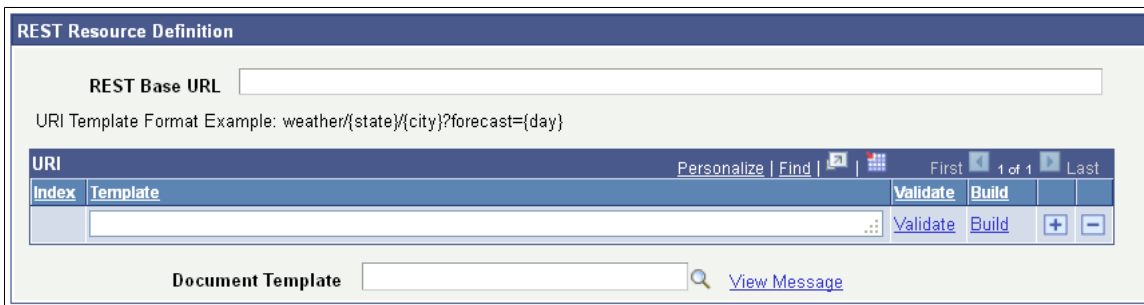 REST Resource Definition
REST Base URL
URI Template Format Example: weather/{state}/{city}?forecast={day}
URI Personalize | Find | | First 1 of 1 Last
Index Template Validate Build
Validate Build
Document Template View Message